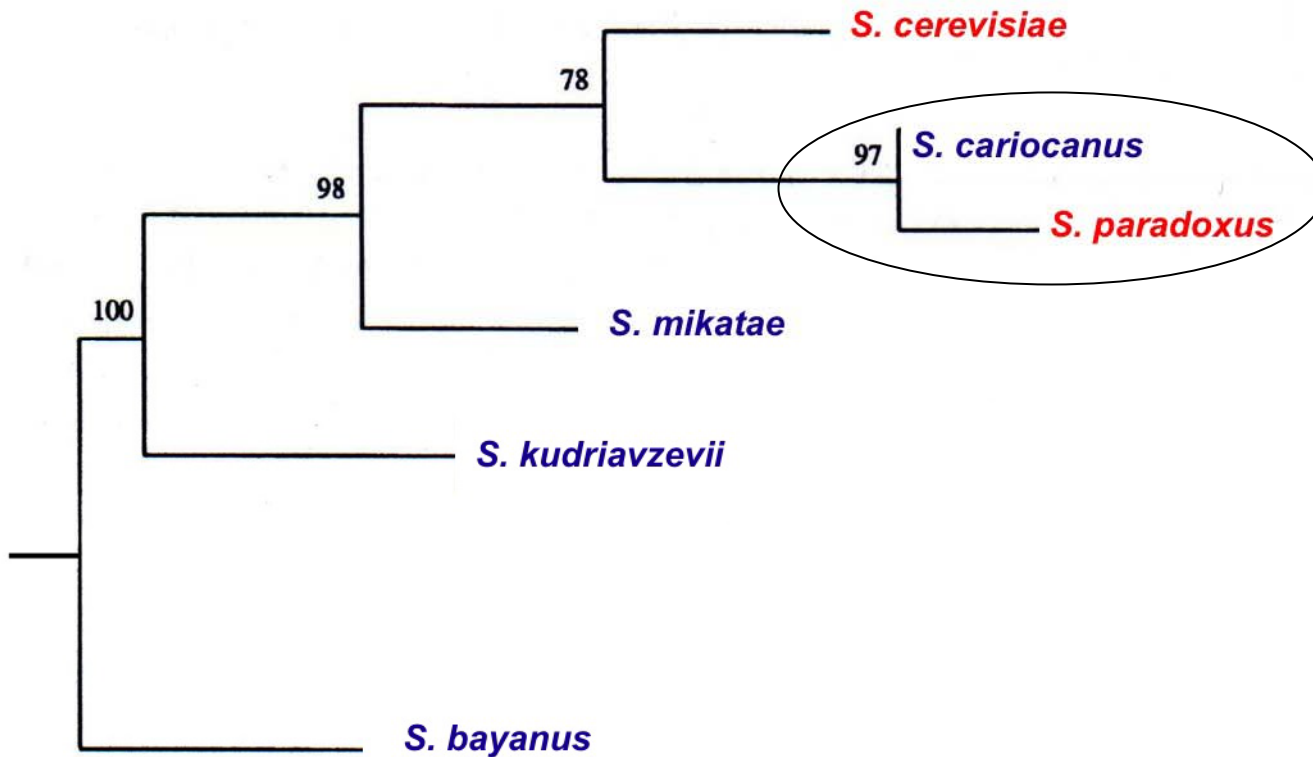 S. cerevisiae
78
S. cariocanus
97
98
S. paradoxus
100
S. mikatae
S. kudriavzevii
S. bayanus